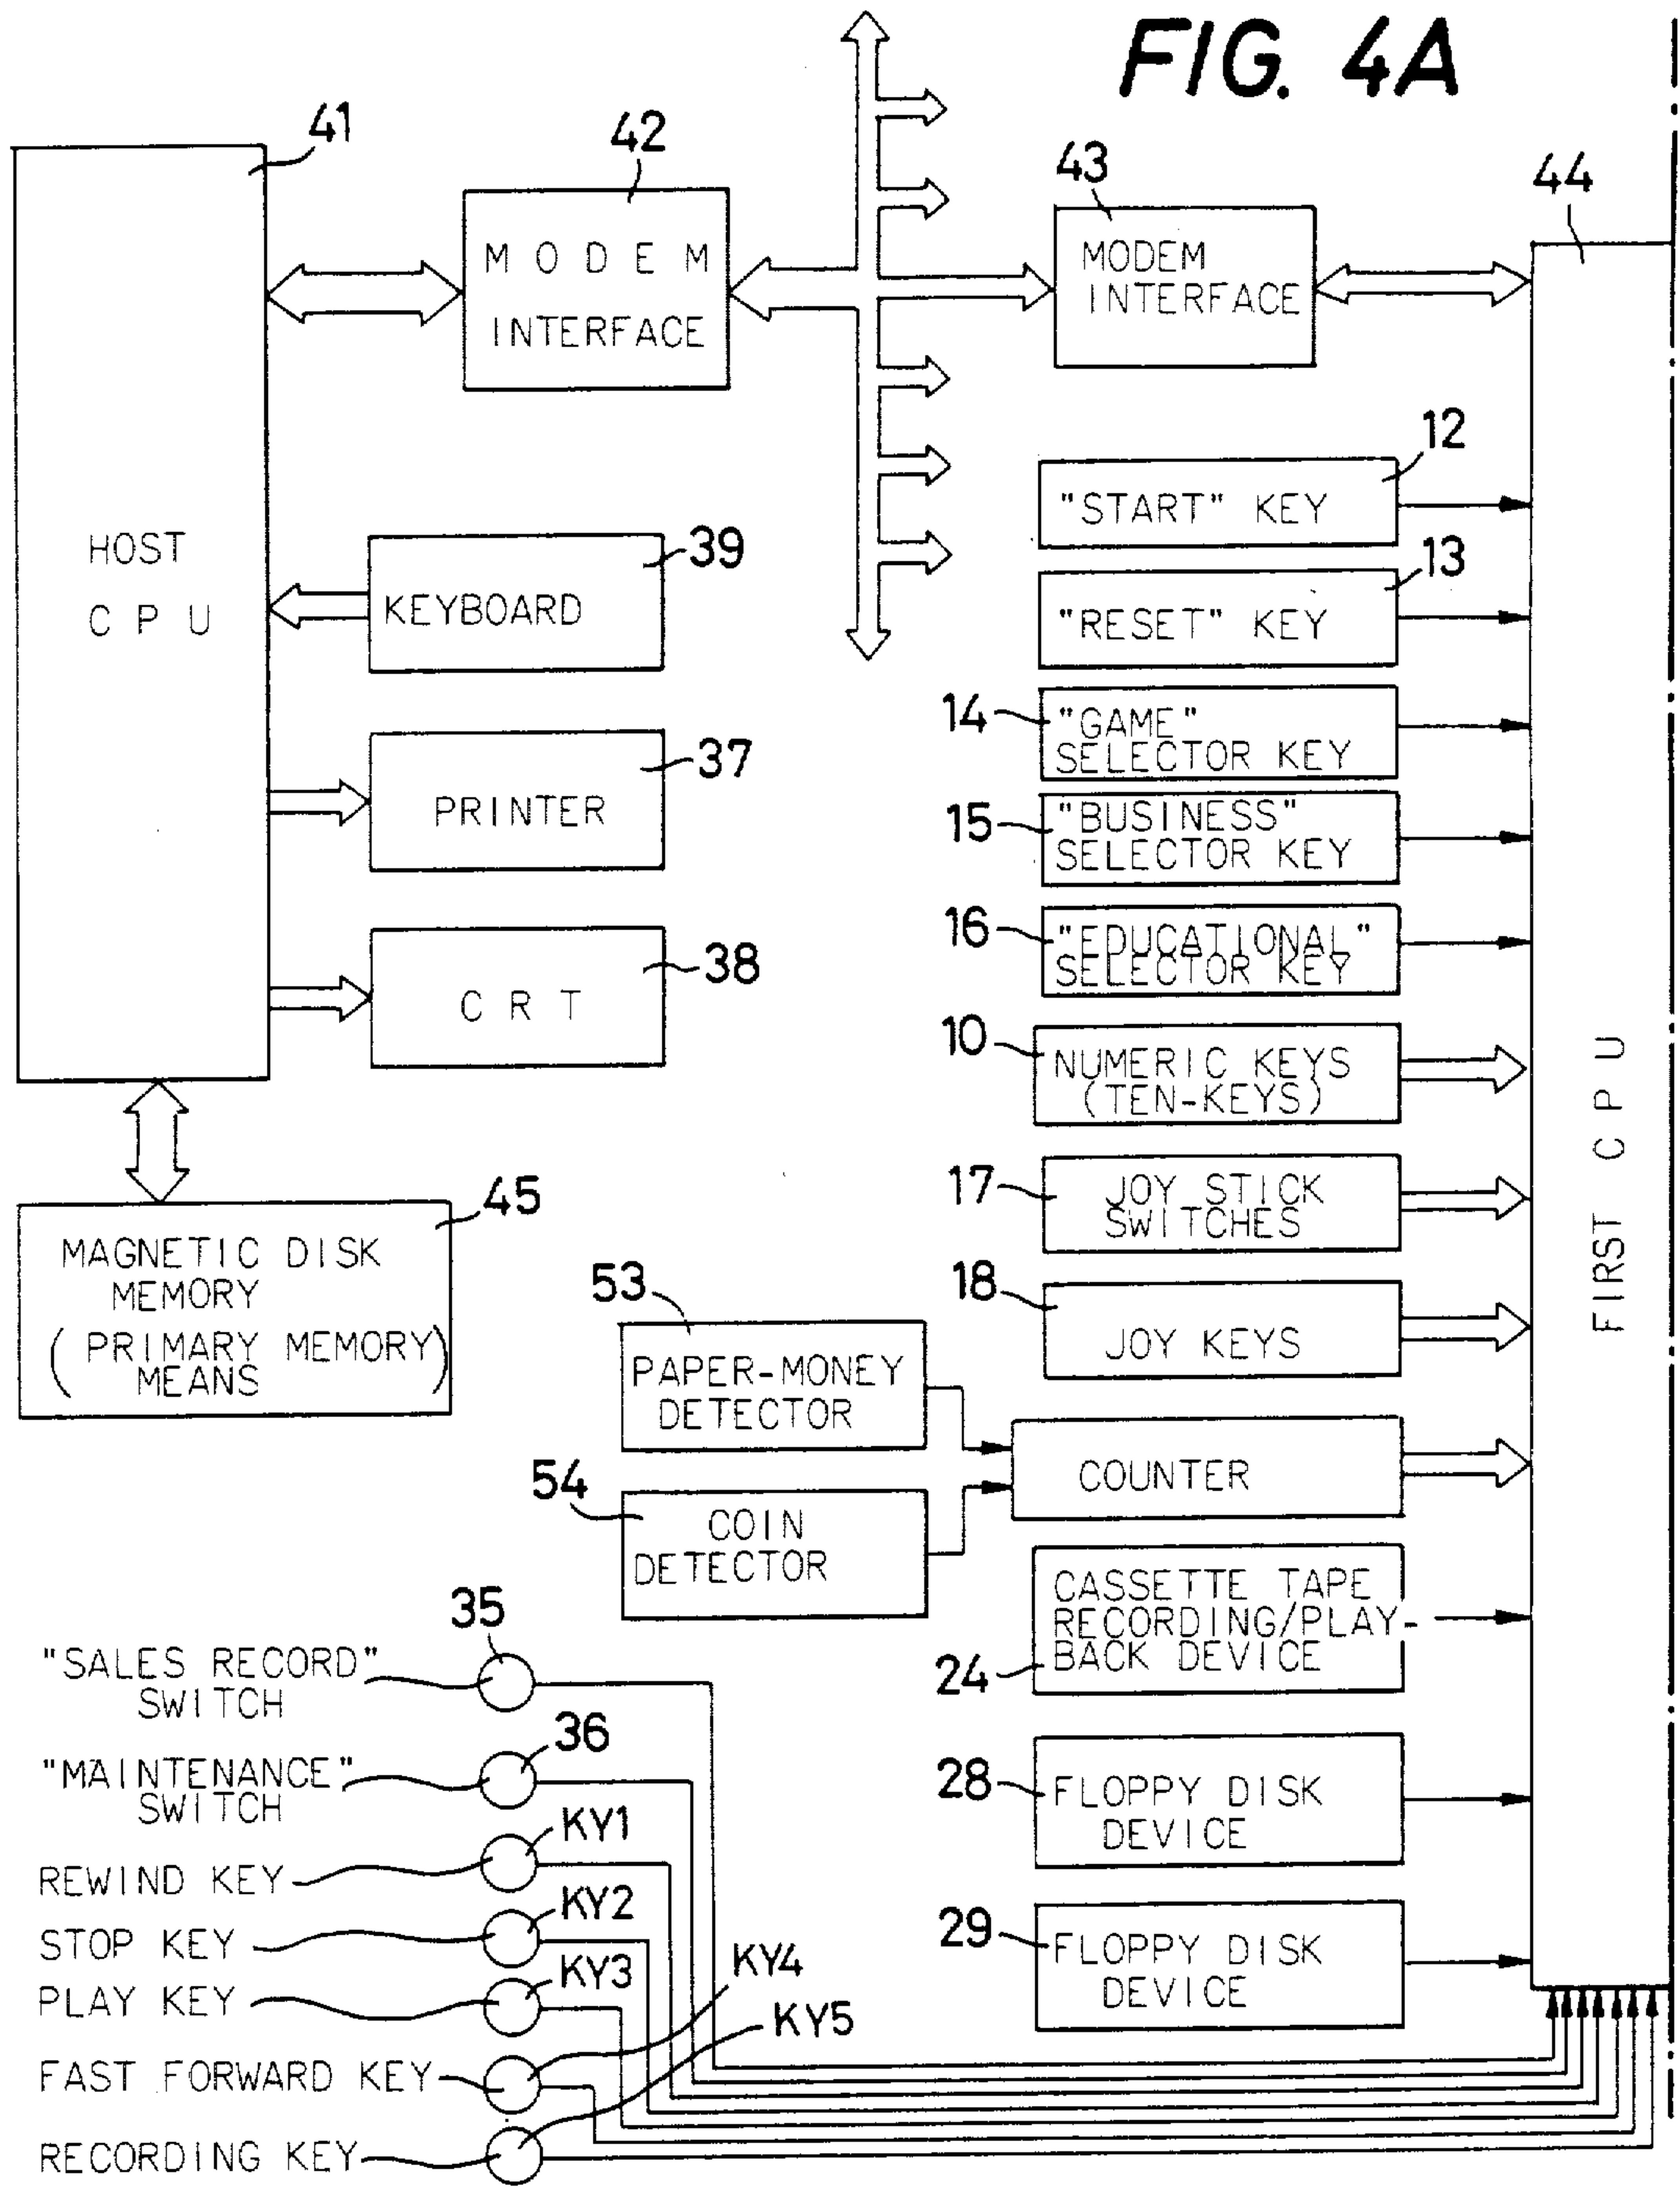 FIG. 4A
41
42
43
44
MODEM
INTERFACE
MODEM
INTERFACE
HOST
CPU
39
KEYBOARD
37
PRINTER
38
CRT
45
MAGNETIC DISK
MEMORY
(PRIMARY MEMORY
MEANS)
12
"START" KEY
13
"RESET" KEY
14
"GAME"
SELECTOR KEY
15
"BUSINESS"
SELECTOR KEY
16
"EDUCATIONAL"
SELECTOR KEY
10
NUMERIC KEYS
(TEN-KEYS)
17
JOY STICK
SWITCHES
18
JOY KEYS
FIRST CPU
53
PAPER-MONEY
DETECTOR
54
COIN
DETECTOR
COUNTER
24
CASSETTE TAPE
RECORDING/PLAY-
BACK DEVICE
28
FLOPPY DISK
DEVICE
29
FLOPPY DISK
DEVICE
35
"SALES RECORD"
SWITCH
36
"MAINTENANCE"
SWITCH
KY1
REWIND KEY
KY2
STOP KEY
KY3
PLAY KEY
KY4
FAST FORWARD KEY
KY5
RECORDING KEY